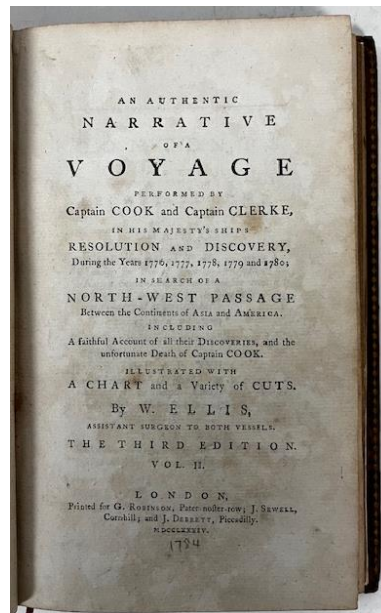 AN AUTHENTIC
NARRATIVE
OF A
VOYAGE
PERFORMED BY
Captain COOK and Captain CLERKE,
IN HIS MAJESTY'S SHIPS
RESOLUTION AND DISCOVERY,
During the Years 1776, 1777, 1778, 1779 and 1780;
IN SEARCH OF A
NORTH-WEST PASSAGE
Between the Continents of ASIA and AMERICA.
INCLUDING
A faithful Account of all their DISCOVERIES, and the
unfortunate Death of Captain COOK.
ILLUSTRATED WITH
A CHART and a Variety of CUTS.
By W. ELLIS,
ASSISTANT SURGEON TO BOTH VESSELS.
THE THIRD EDITION.
VOL. II.
LONDON,
Printed for G. ROBINSON, Pater-noſter-row; J. SEWELL,
Cornhill; and J. DEBRETT, Piccadilly.
MDCCLXXXIV.
1784